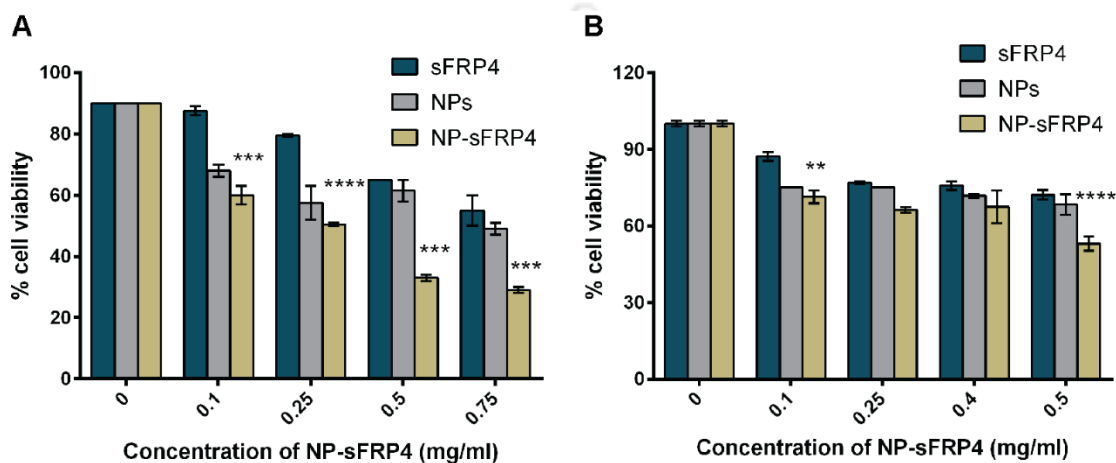 A
sFRP4
NPs
NP-sFRP4
% cell viability
100
80
60
40
20
0
***
****
***
***
0
0.1
0.25
0.5
0.75
Concentration of NP-sFRP4 (mg/ml)
B
sFRP4
NPs
NP-sFRP4
% cell viability
120
90
60
30
0
**
****
0
0.1
0.25
0.4
0.5
Concentration of NP-sFRP4 (mg/ml)